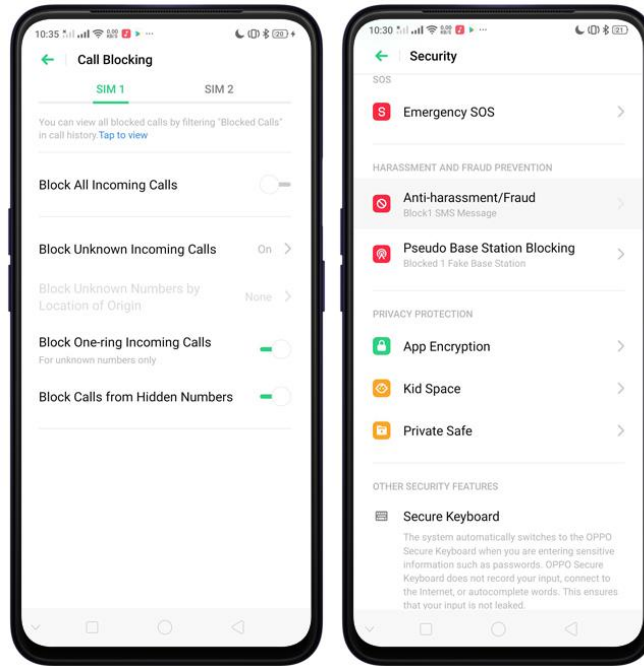 10:35
Call Blocking
SIM 1 SIM 2
You can view all blocked calls by filtering "Blocked Calls"
in call history.Tap to view
Block All Incoming Calls
Block Unknown Incoming Calls On
Block Unknown Numbers by
Location of Origin
None
Block One-ring Incoming Calls
For unknown numbers only
Block Calls from Hidden Numbers
10:30
Security
SOS
Emergency SOS
HARASSMENT AND FRAUD PREVENTION
Anti-harassment/Fraud
Block1 SMS Message
Pseudo Base Station Blocking
Blocked 1 Fake Base Station
PRIVACY PROTECTION
App Encryption
Kid Space
Private Safe
OTHER SECURITY FEATURES
Secure Keyboard
The system automatically switches to the OPPO
Secure Keyboard when you are entering sensitive
information such as passwords. OPPO Secure
Keyboard does not record your input, connect to
the Internet, or autocomplete words. This ensures
that your input is not leaked.